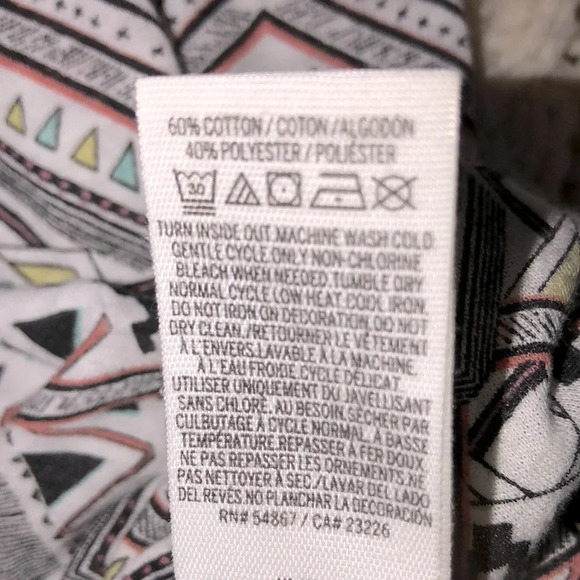 60% COTTON / COTON / ALGODÓN
40% POLYESTER / POLIÉSTER
30
TURN INSIDE OUT. MACHINE WASH COLD
GENTLE CYCLE. ONLY NON-CHLORINE
BLEACH WHEN NEEDED. TUMBLE DRY
NORMAL CYCLE LOW HEAT. COOL IRON.
DO NOT IRON ON DECORATION. DO NOT
DRY CLEAN. / RETOURNER LE VÊTEMENT
À L'ENVERS. LAVABLE À LA MACHINE,
À L'EAU FROIDE. CYCLE DÉLICAT.
UTILISER UNIQUEMENT DU JAVELLISANT
SANS CHLORE, AU BESOIN. SÉCHER PAR
CULBUTAGE À CYCLE NORMAL, À BASSE
TEMPÉRATURE. REPASSER À FER DOUX.
NE PAS REPASSER LES ORNEMENTS. NE
PAS NETTOYER À SEC. / LAVAR DEL LADO
DEL REVÉS. NO PLANCHAR LA DECORACIÓN
RN# 54867 / CA# 23226